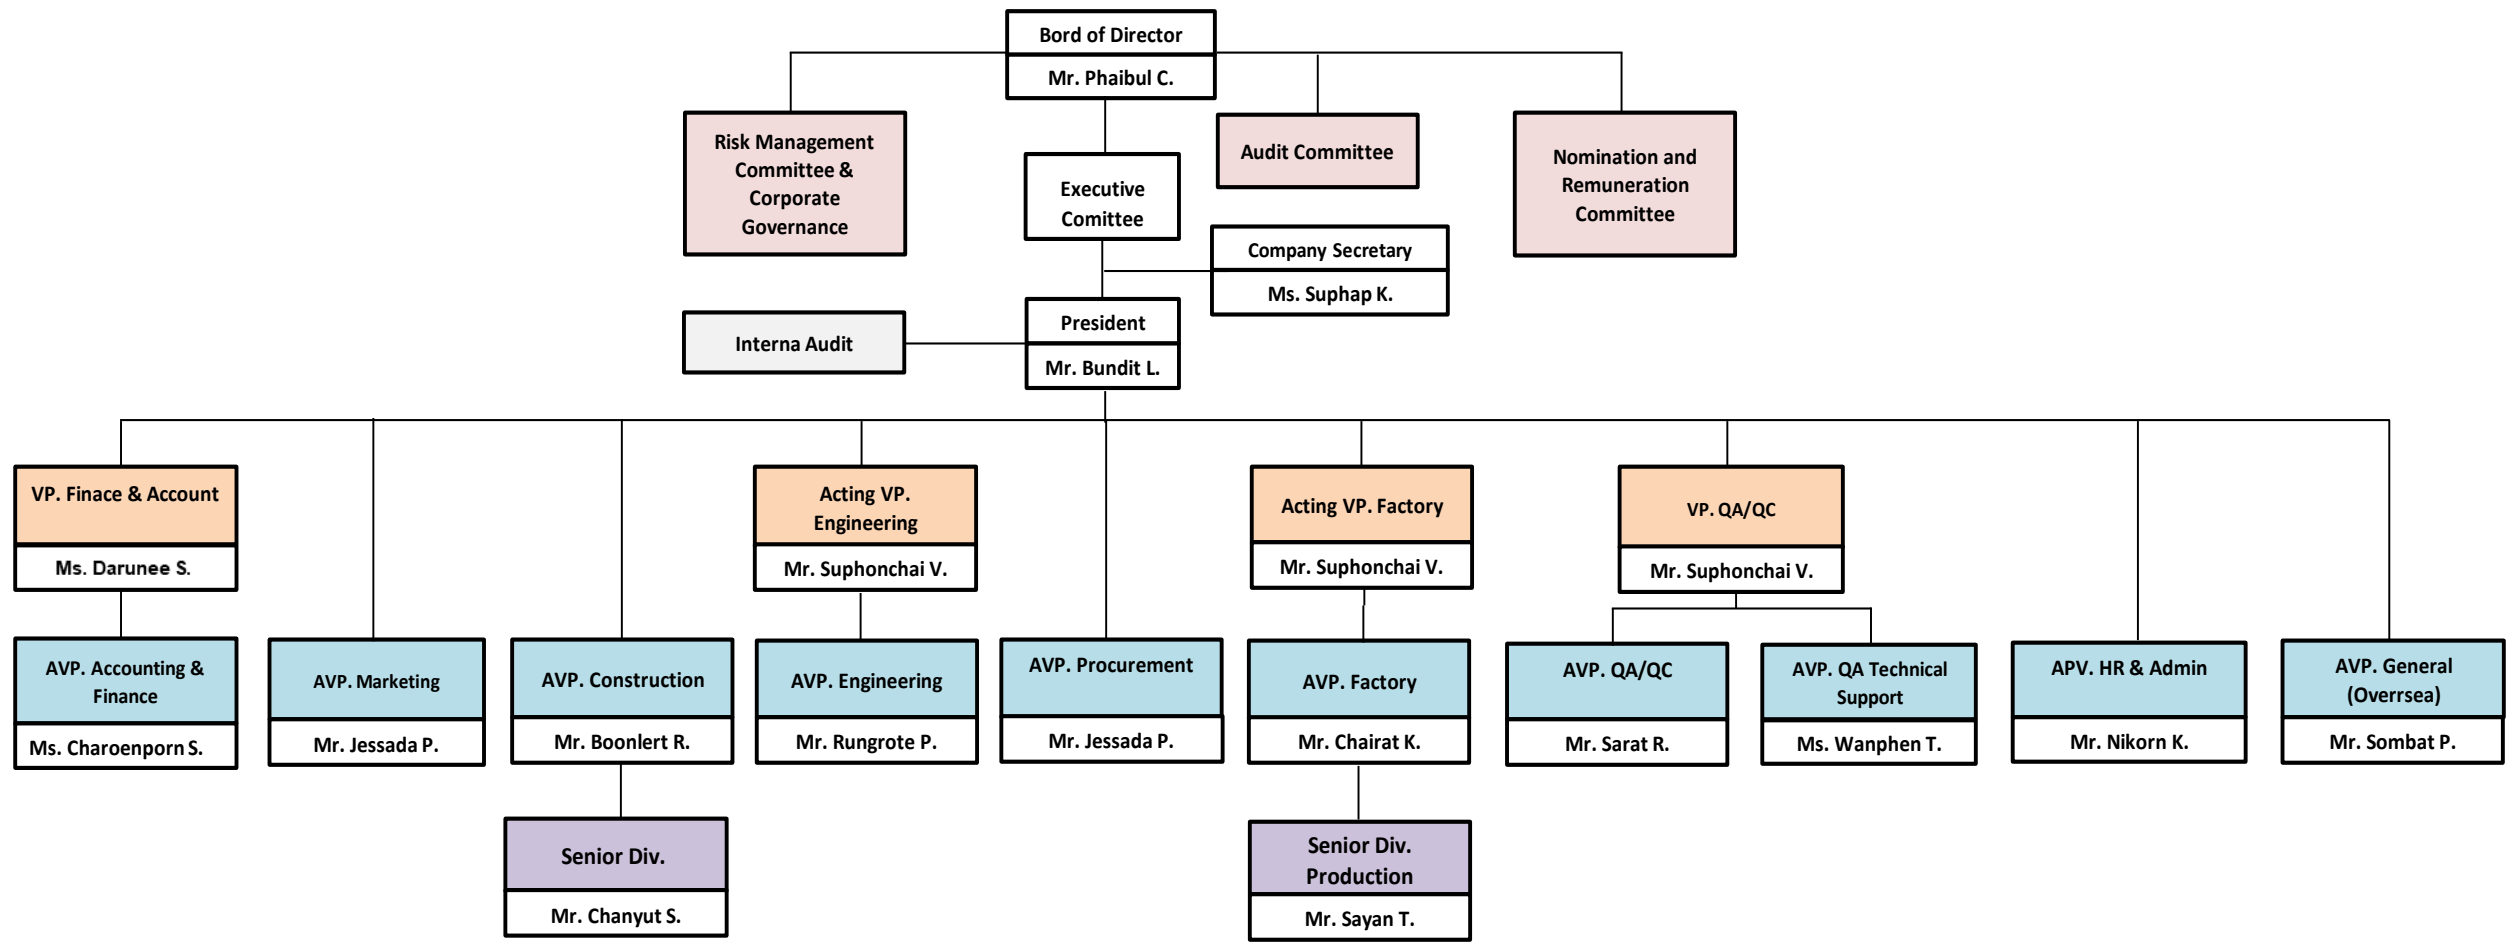 Bord of Director
Mr. Phaibul C.
Risk Management
Committee &
Corporate
Governance
Executive
Comittee
Audit Committee
Nomination and
Remuneration
Committee
Company Secretary
Ms. Suphap K.
Interna Audit
President
Mr. Bundit L.
VP. Finace & Account
Ms. Darunee S.
Acting VP.
Engineering
Mr. Suphonchai V.
Acting VP. Factory
Mr. Suphonchai V.
VP. QA/QC
Mr. Suphonchai V.
AVP. Accounting &
Finance
Ms. Charoenporn S.
AVP. Marketing
Mr. Jessada P.
AVP. Construction
Mr. Boonlert R.
AVP. Engineering
Mr. Rungrote P.
AVP. Procurement
Mr. Jessada P.
AVP. Factory
Mr. Chairat K.
AVP. QA/QC
Mr. Sarat R.
AVP. QA Technical
Support
Ms. Wanphen T.
APV. HR & Admin
Mr. Nikorn K.
AVP. General
(Overrsea)
Mr. Sombat P.
Senior Div.
Mr. Chanyut S.
Senior Div.
Production
Mr. Sayan T.